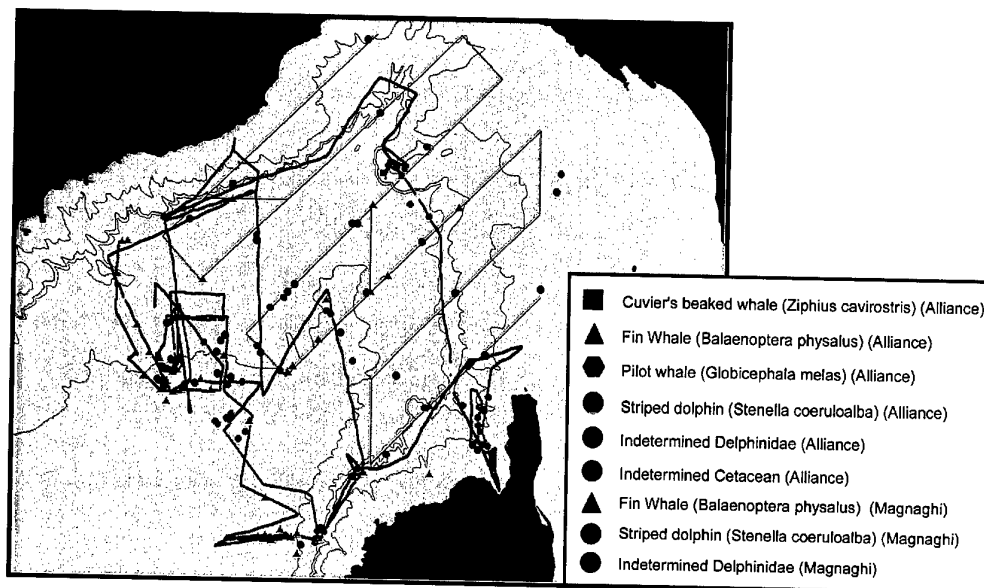 Cuvier's beaked whale (Ziphius cavirostris) (Alliance)
Fin Whale (Balaenoptera physalus) (Alliance)
Pilot whale (Globicephala melas) (Alliance)
Striped dolphin (Stenella coeruloalba) (Alliance)
Indetermined Delphinidae (Alliance)
Indetermined Cetacean (Alliance)
Fin Whale (Balaenoptera physalus) (Magnaghi)
Striped dolphin (Stenella coeruloalba) (Magnaghi)
Indetermined Delphinidae (Magnaghi)